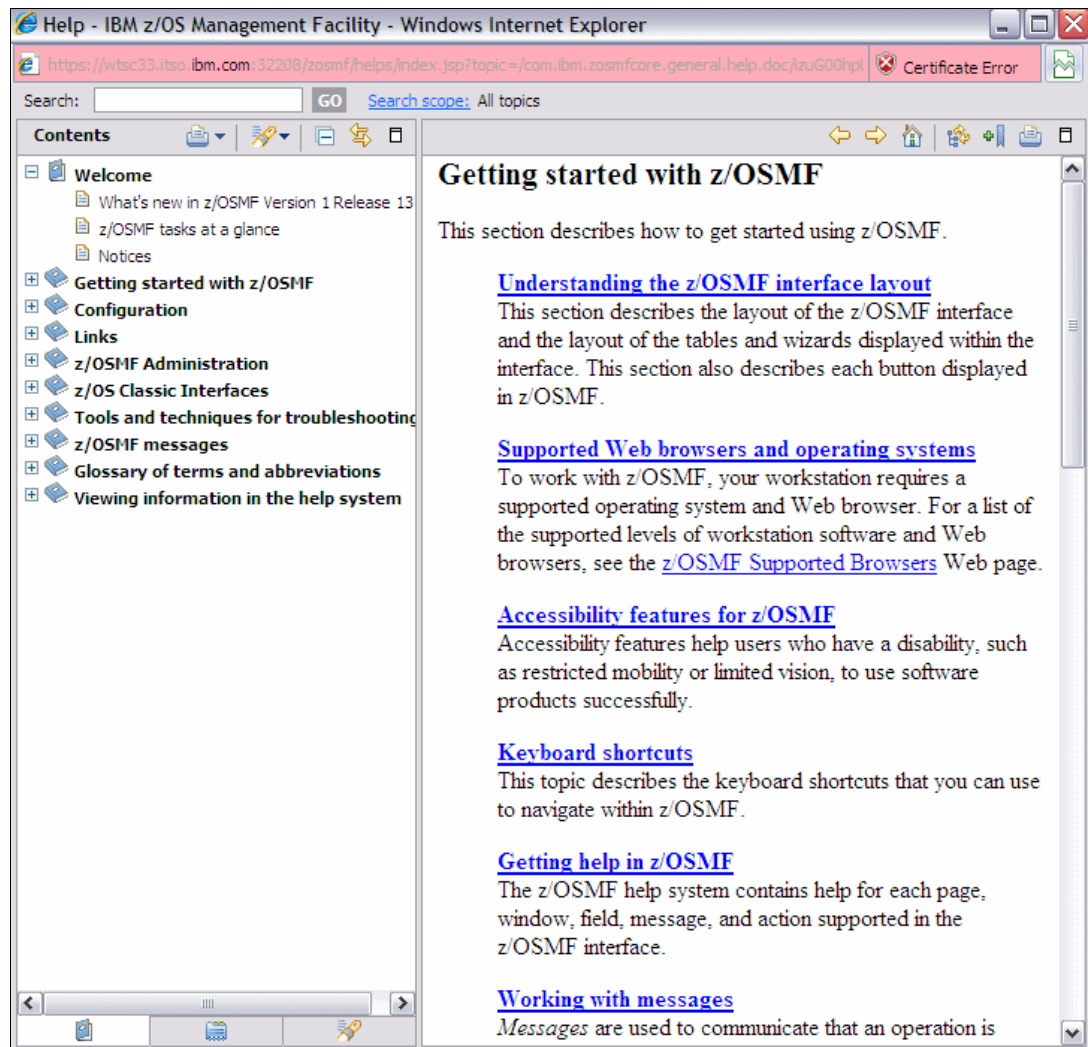 Help - IBM z/OS Management Facility - Windows Internet Explorer
https://wtsc33.itso.ibm.com:32208/zosmf/helps/index.jsp?topic=/com.ibm.zosmfcore.general.help.doc/izuG00hpl
Certificate Error
Search:
GO
Search scope: All topics
Contents
Welcome
What's new in z/OSMF Version 1 Release 13
z/OSMF tasks at a glance
Notices
Getting started with z/OSMF
Configuration
Links
z/OSMF Administration
z/OS Classic Interfaces
Tools and techniques for troubleshooting
z/OSMF messages
Glossary of terms and abbreviations
Viewing information in the help system
Getting started with z/OSMF
This section describes how to get started using z/OSMF.
Understanding the z/OSMF interface layout
This section describes the layout of the z/OSMF interface
and the layout of the tables and wizards displayed within the
interface. This section also describes each button displayed
in z/OSMF.
Supported Web browsers and operating systems
To work with z/OSMF, your workstation requires a
supported operating system and Web browser. For a list of
the supported levels of workstation software and Web
browsers, see the z/OSMF Supported Browsers Web page.
Accessibility features for z/OSMF
Accessibility features help users who have a disability, such
as restricted mobility or limited vision, to use software
products successfully.
Keyboard shortcuts
This topic describes the keyboard shortcuts that you can use
to navigate within z/OSMF.
Getting help in z/OSMF
The z/OSMF help system contains help for each page,
window, field, message, and action supported in the
z/OSMF interface.
Working with messages
Messages are used to communicate that an operation is